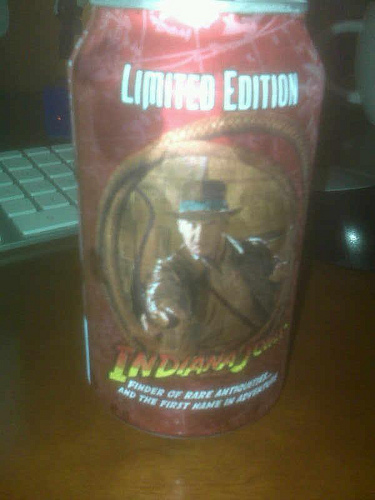 LIMITED EDITION
INDIANA JONES
FINDER OF RARE ANTIQUITIES...
AND THE FIRST NAME IN ADVENTURE